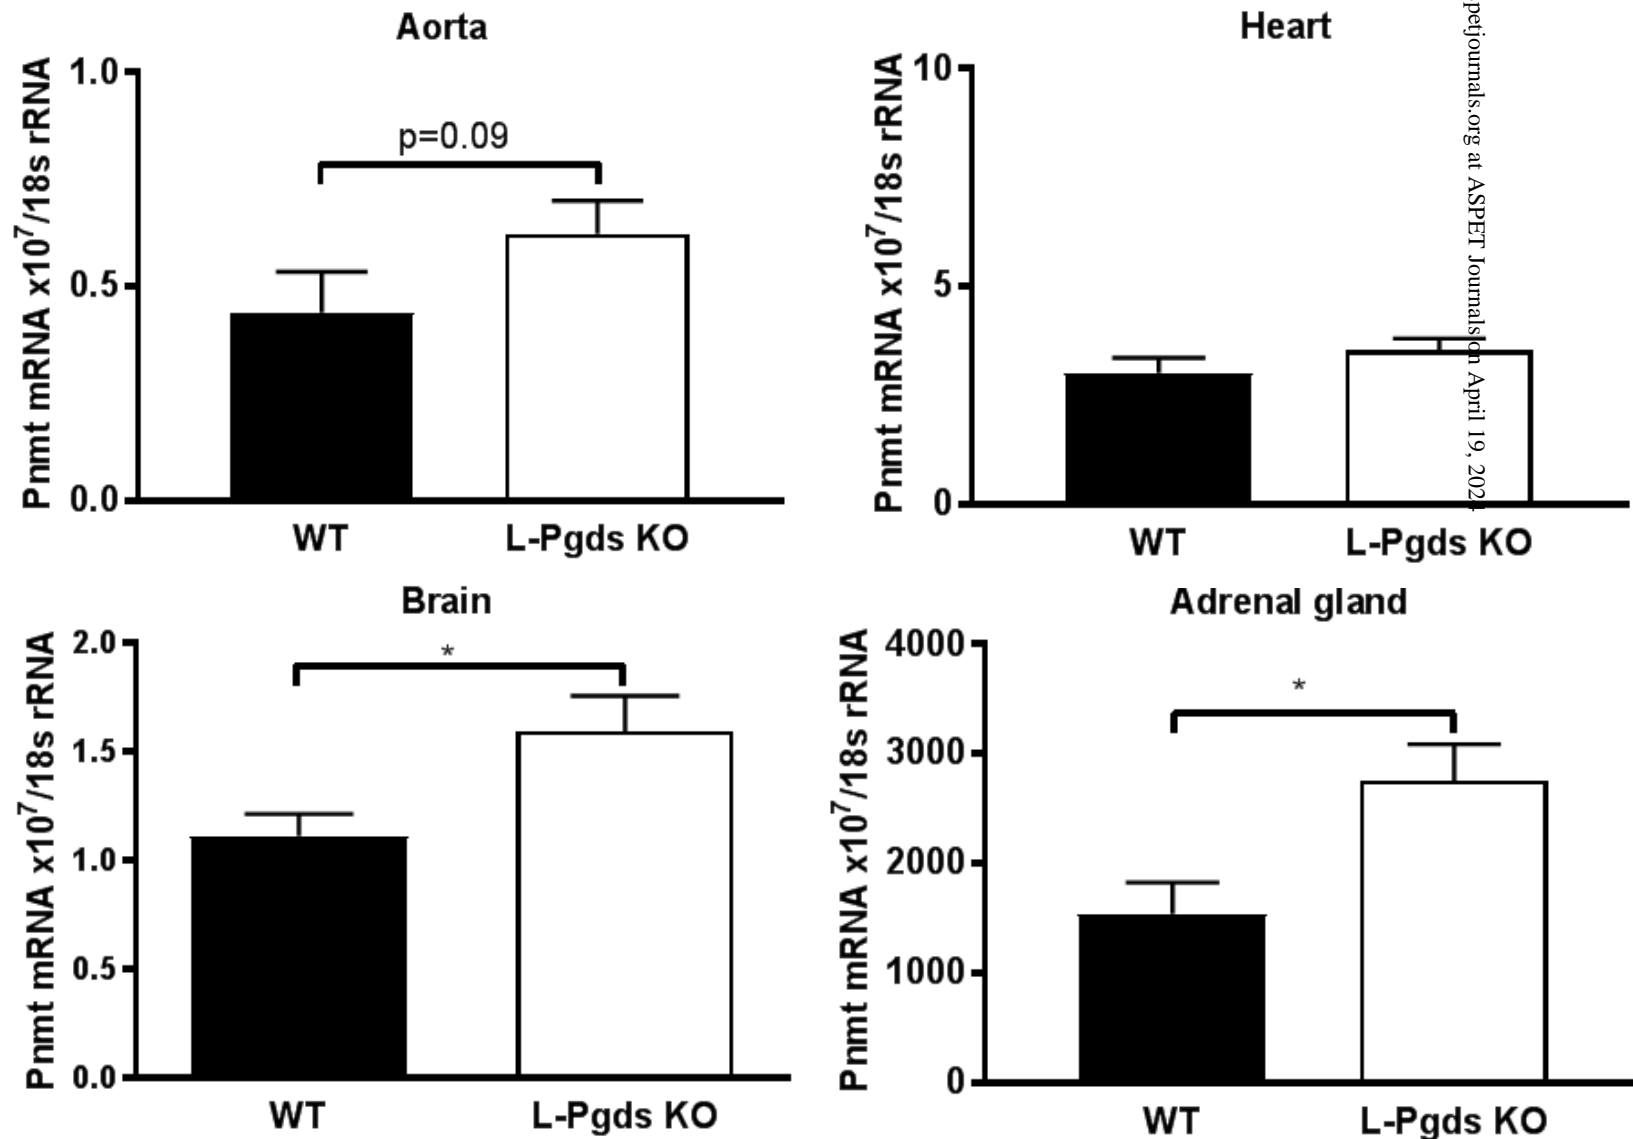 Aorta
Pnmt mRNA x10⁷/18s rRNA
1.0
0.5
0.0
p=0.09
WT
L-Pgds KO
Heart
Pnmt mRNA x10⁷/18s rRNA
10
5
0
WT
L-Pgds KO
petjournals.org at ASPET Journals on April 19, 2024
Brain
Pnmt mRNA x10⁷/18s rRNA
2.0
1.5
1.0
0.5
0.0
*
WT
L-Pgds KO
Adrenal gland
Pnmt mRNA x10⁷/18s rRNA
4000
3000
2000
1000
0
*
WT
L-Pgds KO